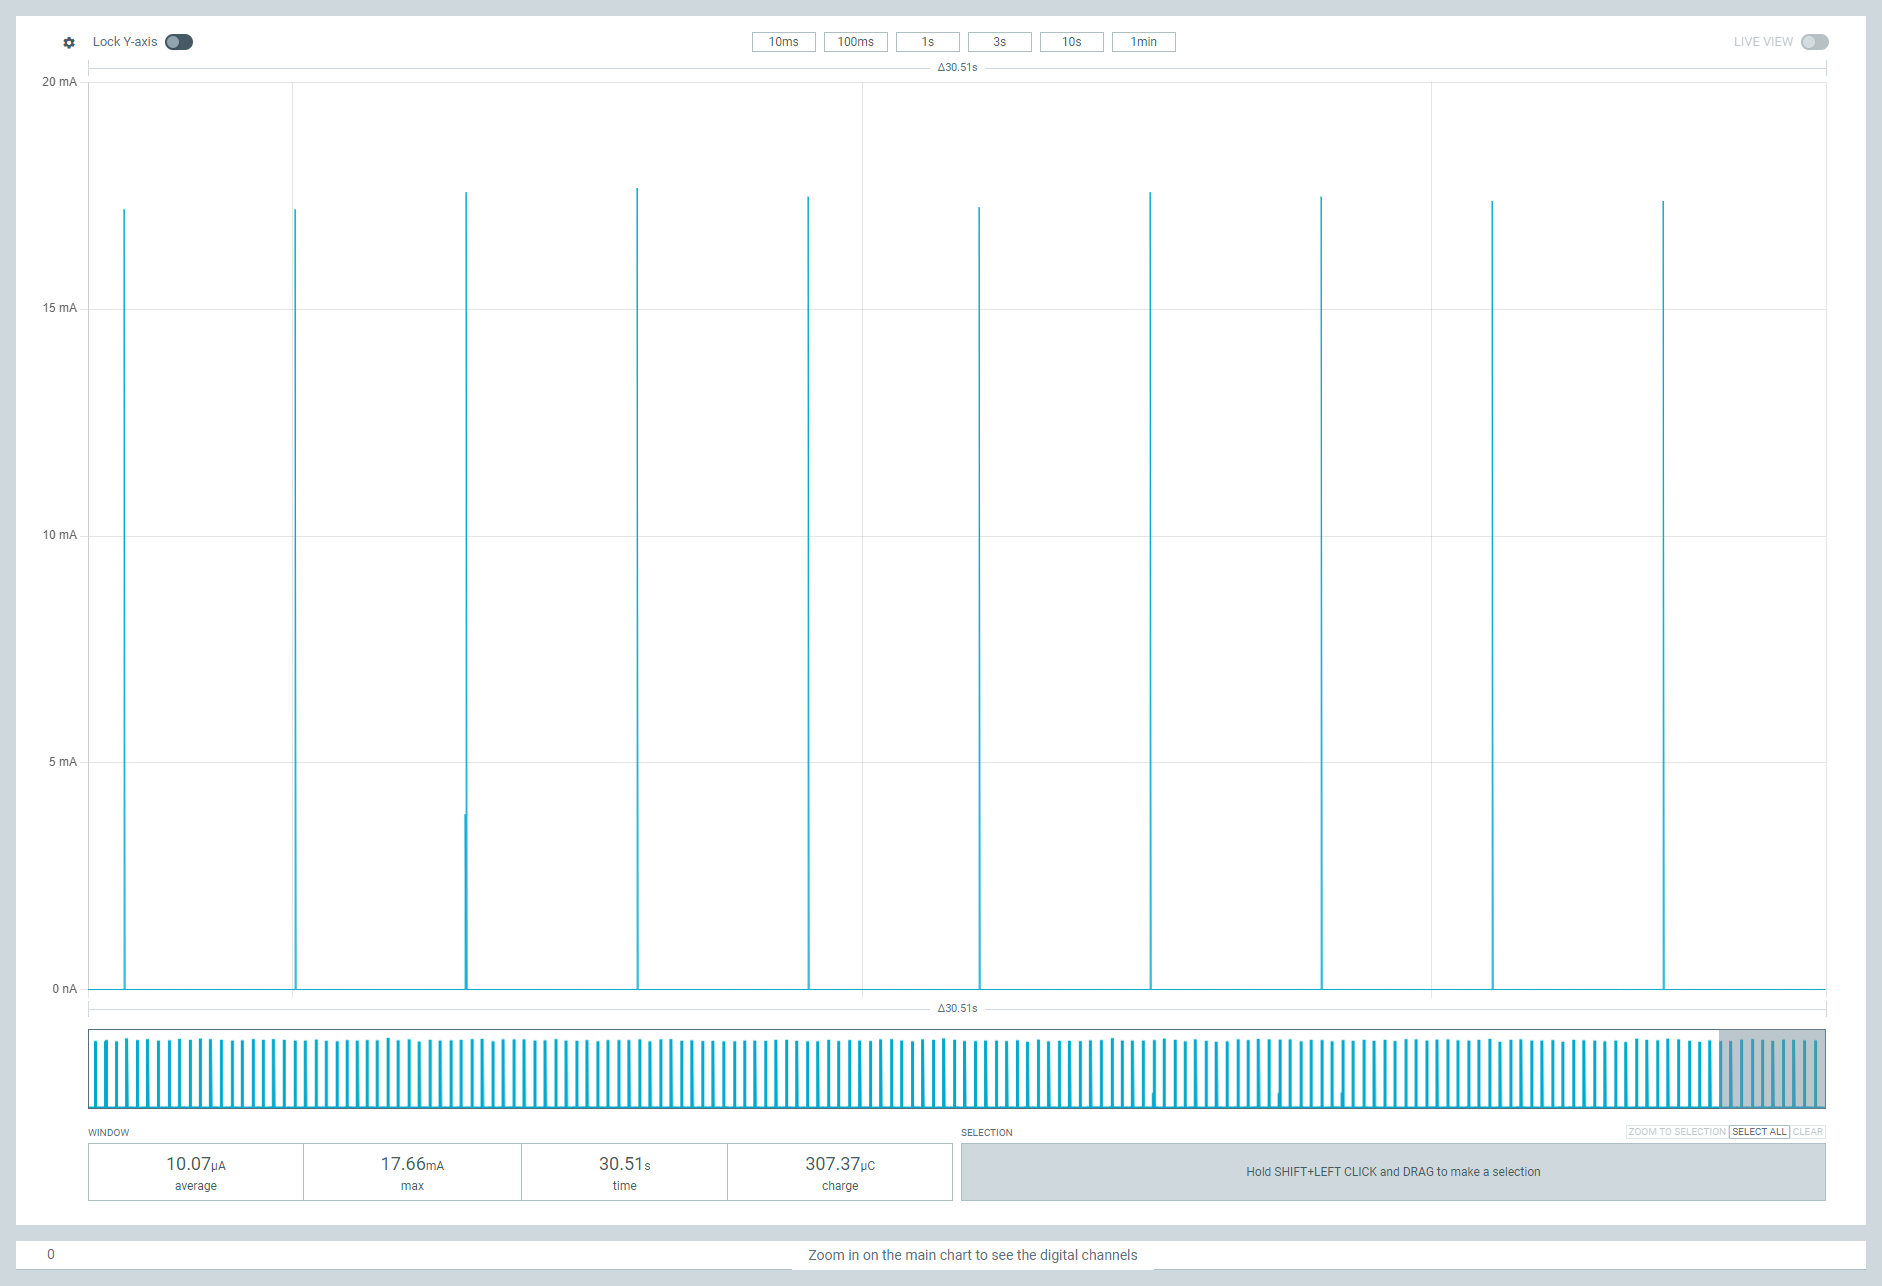 Lock Y-axis
10ms 100ms 1s 3s 10s 1min
LIVE VIEW
Δ30.51s
20 mA
15 mA
10 mA
5 mA
0 nA
Δ30.51s
WINDOW
10.07μA average
17.66mA max
30.51s time
307.37μC charge
SELECTION
ZOOM TO SELECTION SELECT ALL CLEAR
Hold SHIFT+LEFT CLICK and DRAG to make a selection
0
Zoom in on the main chart to see the digital channels